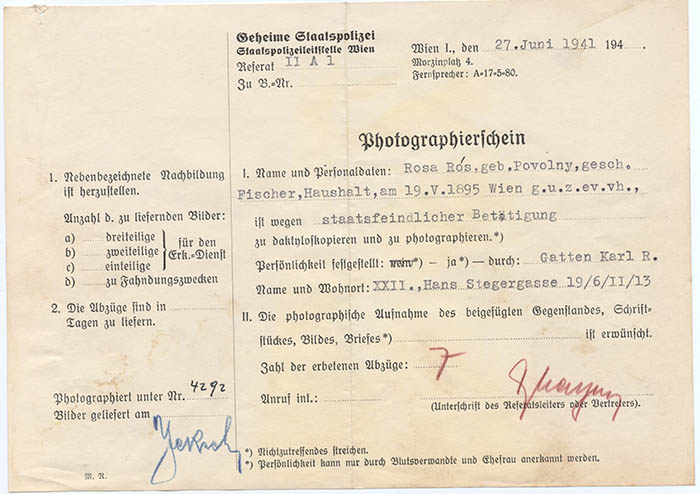 Geheime Staatspolizei
Staatspolizeileitstelle Wien
Referat II A 1
Zu B.=Nr.
Wien I., den 27.Juni 1941 194 .
Morzinplatz 4.
Fernsprecher: A=17=5=80.
Photographierschein
1. Nebenbezeichnete Nachbildung
ist herzustellen.
Anzahl d. zu liefernden Bilder:
a) dreiteilige
b) zweiteilige
c) einteilige
für den
Erk.=Dienst
d) zu Fahndungszwecken
2. Die Abzüge sind in
Tagen zu liefern.
Photographiert unter Nr. 4292
Bilder geliefert am
M. R.
I. Name und Personaldaten: Rosa Rós.geb.Povolny,gesch.
Fischer,Haushalt,am 19.V.1895 Wien g.u.z.ev.vh.,
ist wegen staatsfeindlicher Betätigung
zu daktyloskopieren und zu photographieren.*)
Persönlichkeit festgestellt: nein*) – ja*) — durch: Gatten Karl R.
Name und Wohnort: XXII., Hans Stegergasse 19/6/II/13
II. Die photographische Aufnahme des beigefügten Gegenstandes, Schrift=
stückes, Bildes, Briefes*) ist erwünscht.
Zahl der erbetenen Abzüge: 7
Anruf int.:
(Unterschrift des Referatsleiters oder Vertreters).
*) Nichtzutreffendes streichen.
*) Persönlichkeit kann nur durch Blutsverwandte und Ehefrau anerkannt werden.